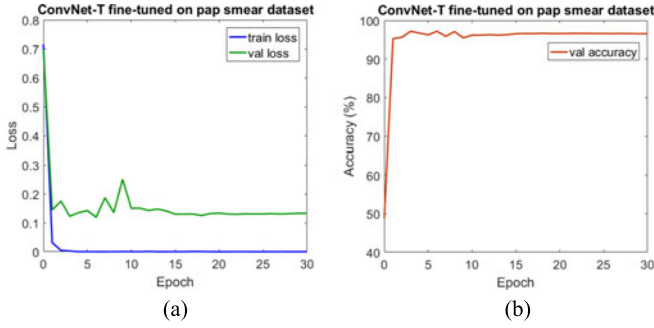 ConvNet-T fine-tuned on pap smear dataset
0.8
0.7
0.6
0.5
0.4
0.3
0.2
0.1
0
Loss
train loss
val loss
0 5 10 15 20 25 30
Epoch
(a)
ConvNet-T fine-tuned on pap smear dataset
100
90
80
70
60
50
40
Accuracy (%)
val accuracy
0 5 10 15 20 25 30
Epoch
(b)